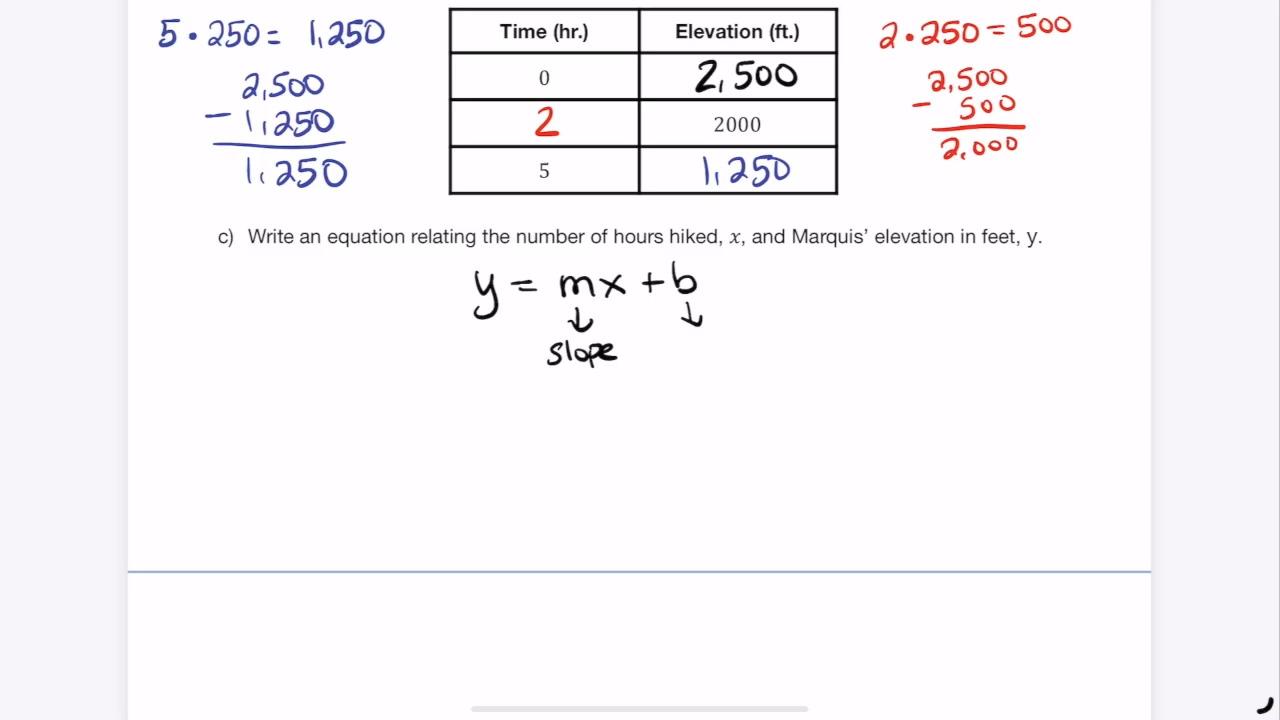 5 • 250 = 1,250
2,500
- 1,250
1,250
Time (hr.) Elevation (ft.)
0 2,500
2 2000
5 1,250
2 • 250 = 500
2,500
- 500
2,000
c) Write an equation relating the number of hours hiked, x, and Marquis' elevation in feet, y.
y = mx + b
↓ ↓
slope